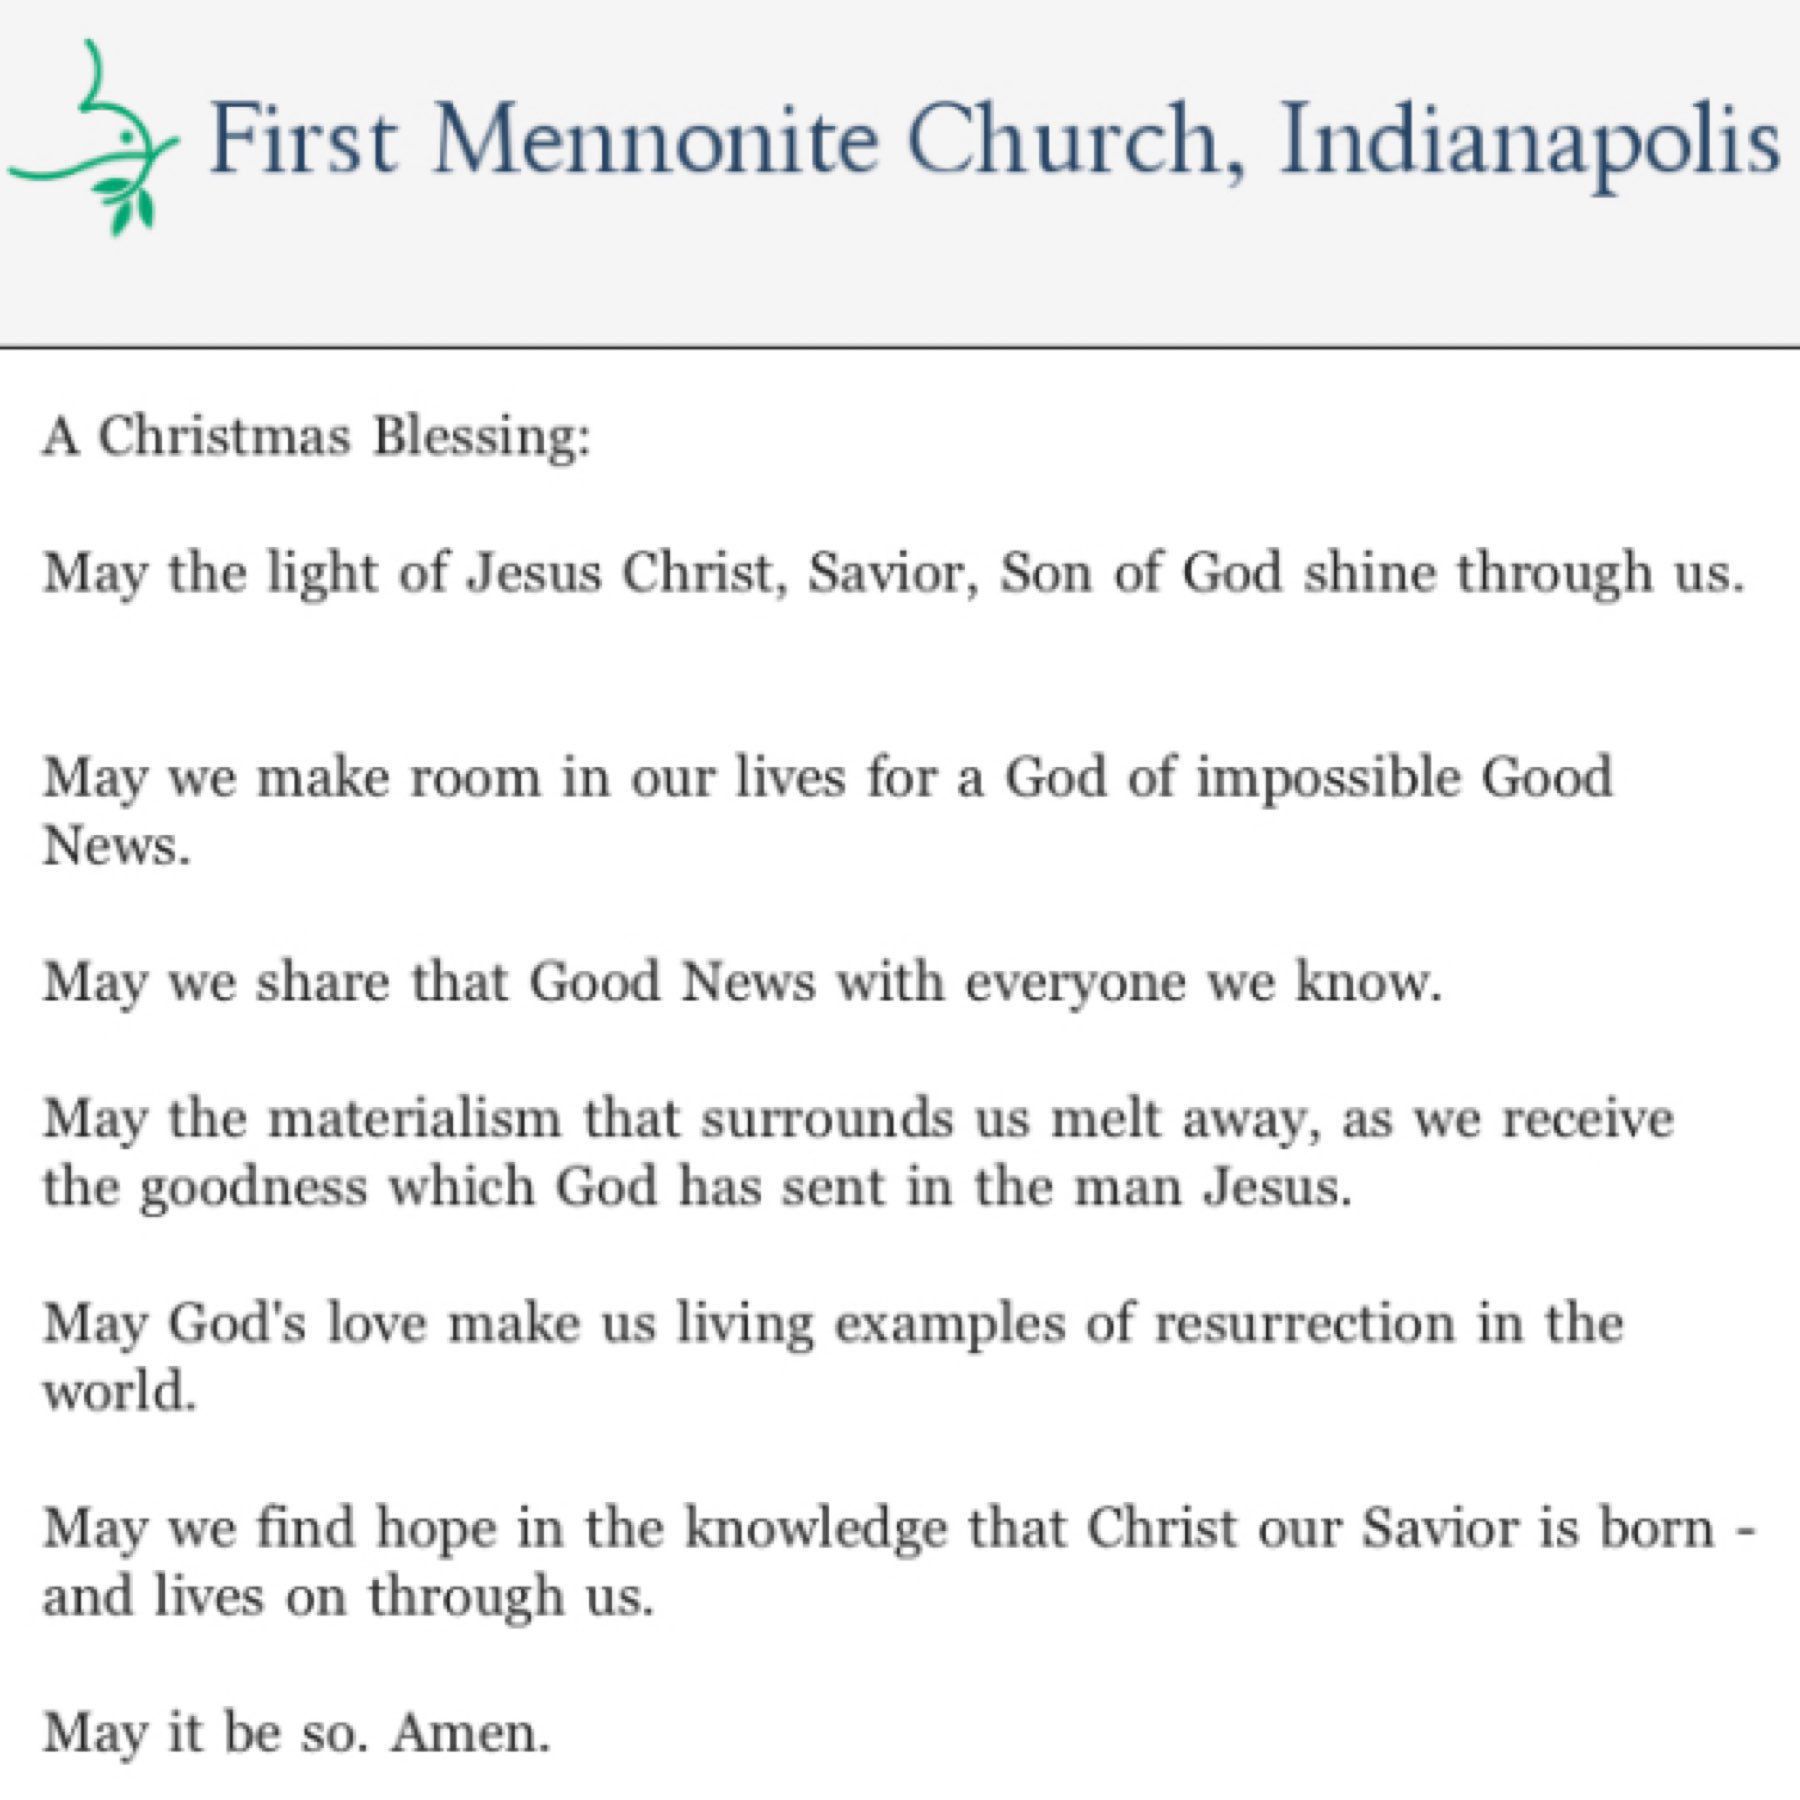 First Mennonite Church, Indianapolis
A Christmas Blessing:
May the light of Jesus Christ, Savior, Son of God shine through us.
May we make room in our lives for a God of impossible Good
News.
May we share that Good News with everyone we know.
May the materialism that surrounds us melt away, as we receive
the goodness which God has sent in the man Jesus.
May God's love make us living examples of resurrection in the
world.
May we find hope in the knowledge that Christ our Savior is born -
and lives on through us.
May it be so. Amen.